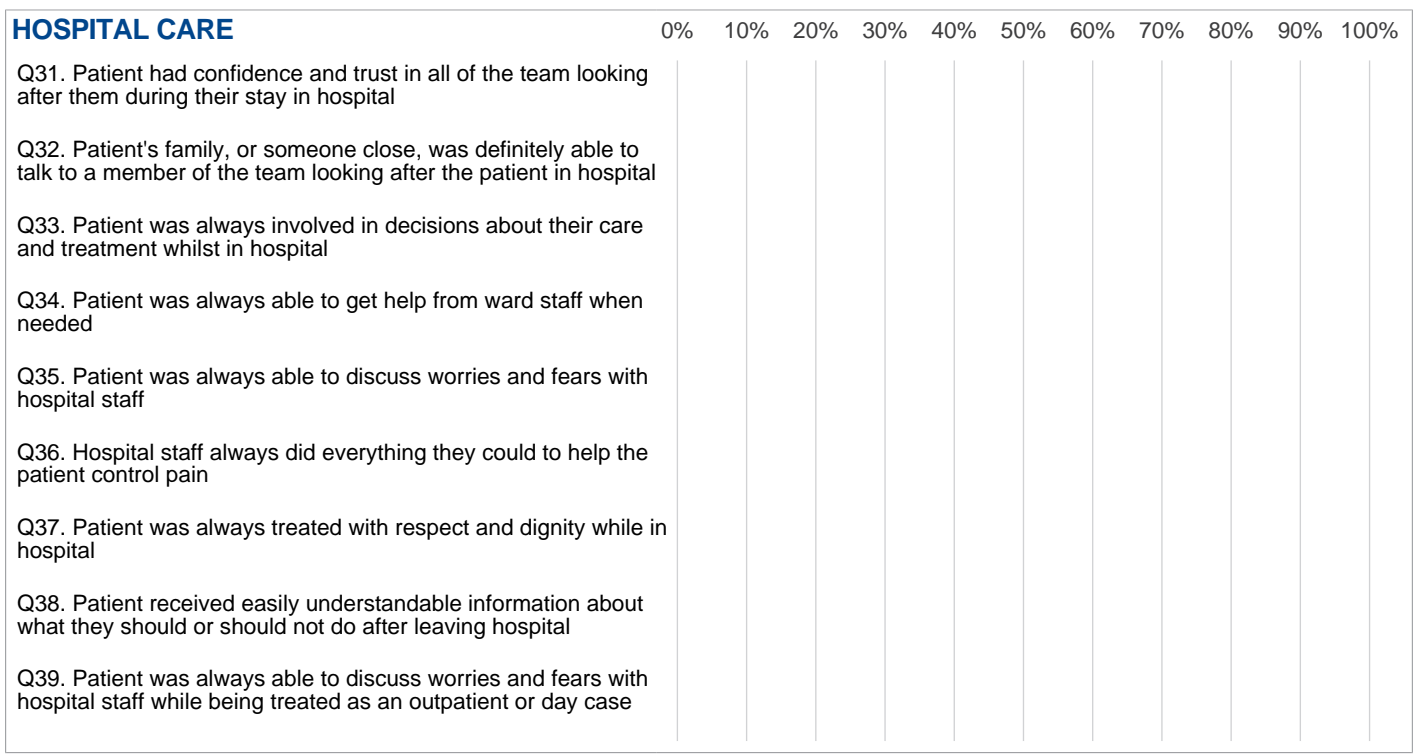 HOSPITAL CARE 0% 10% 20% 30% 40% 50% 60% 70% 80% 90% 100%
Q31. Patient had confidence and trust in all of the team looking
after them during their stay in hospital
Q32. Patient's family, or someone close, was definitely able to
talk to a member of the team looking after the patient in hospital
Q33. Patient was always involved in decisions about their care
and treatment whilst in hospital
Q34. Patient was always able to get help from ward staff when
needed
Q35. Patient was always able to discuss worries and fears with
hospital staff
Q36. Hospital staff always did everything they could to help the
patient control pain
Q37. Patient was always treated with respect and dignity while in
hospital
Q38. Patient received easily understandable information about
what they should or should not do after leaving hospital
Q39. Patient was always able to discuss worries and fears with
hospital staff while being treated as an outpatient or day case